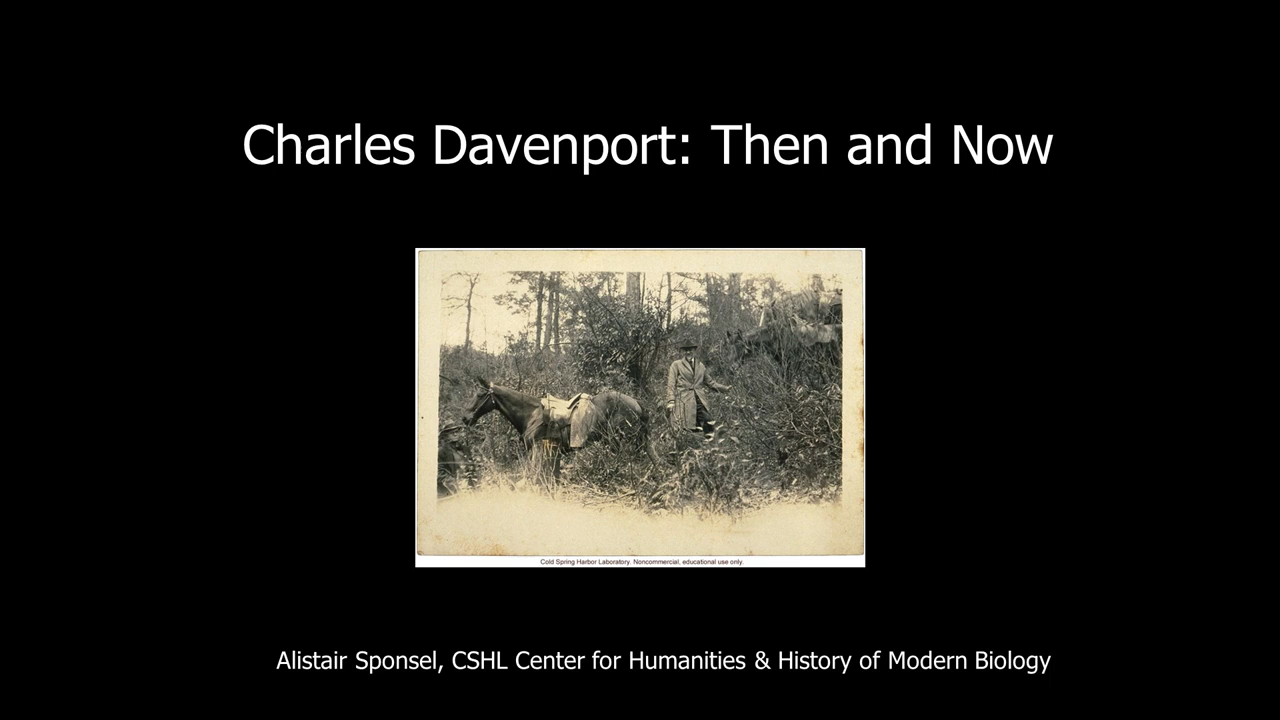 Charles Davenport: Then and Now
Cold Spring Harbor Laboratory. Noncommercial, educational use only.
Alistair Sponsel, CSHL Center for Humanities & History of Modern Biology